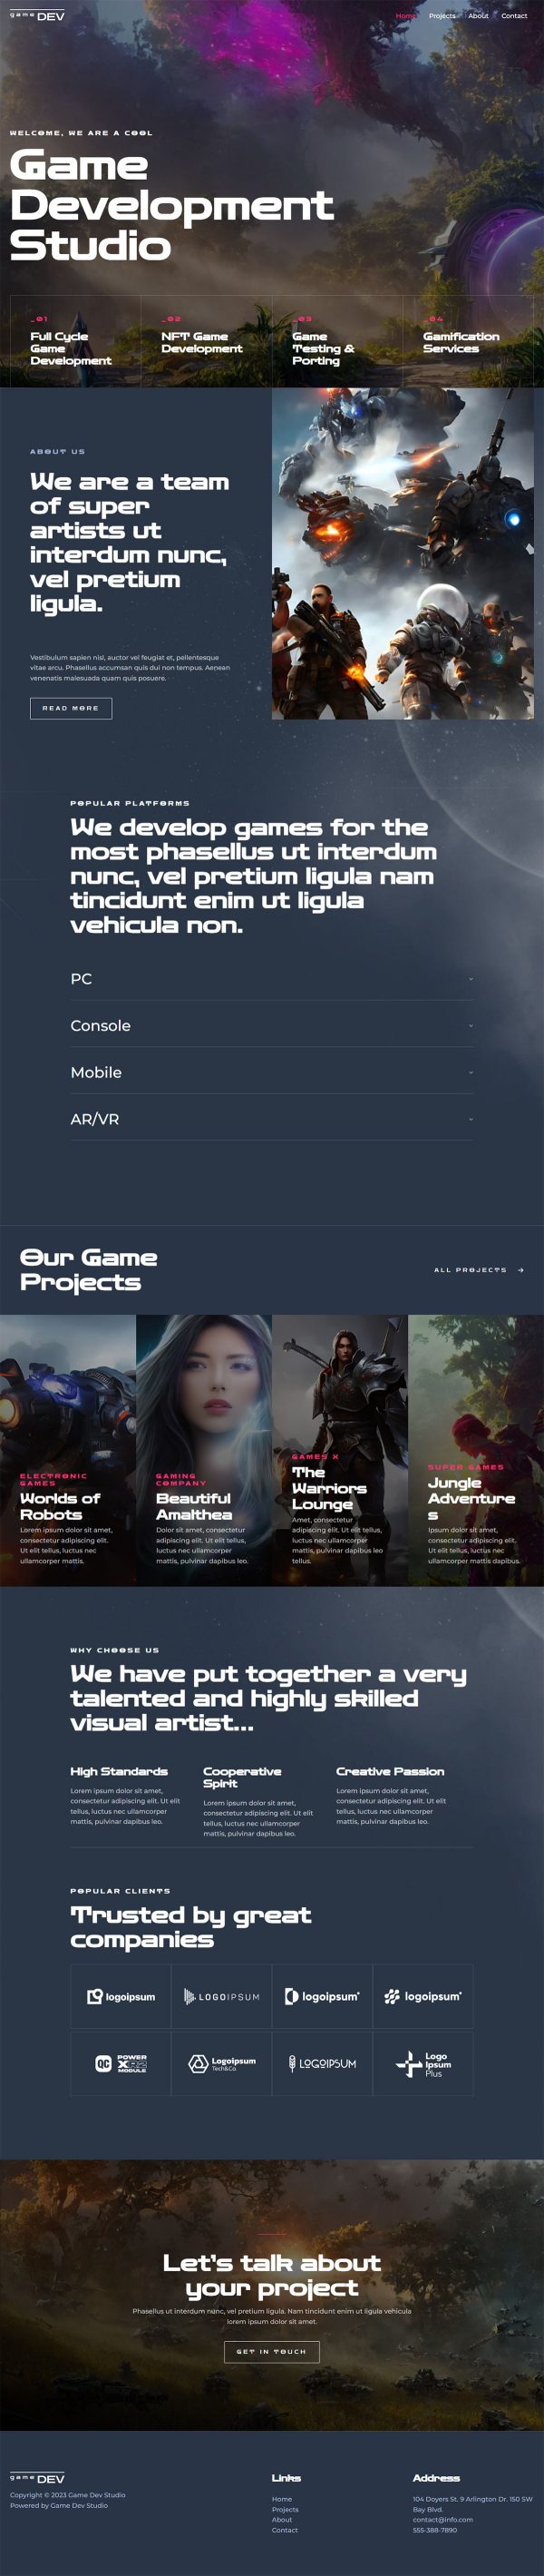 game DEV
Home Projects About Contact
WELCOME, WE ARE A COOL
Game
Development
Studio
_01
Full Cycle
Game
Development
_02
NFT Game
Development
_03
Game
Testing &
Porting
_04
Gamification
Services
ABOUT US
We are a team
of super
artists ut
interdum nunc,
vel pretium
ligula.
Vestibulum sapien nisl, auctor vel feugiat et, pellentesque
vitae arcu. Phasellus accumsan quis dui non tempus. Aenean
venenatis malesuada quam quis posuere.
READ MORE
POPULAR PLATFORMS
We develop games for the
most phasellus ut interdum
nunc, vel pretium ligula nam
tincidunt enim ut ligula
vehicula non.
PC
Console
Mobile
AR/VR
Our Game
Projects
ALL PROJECTS
ELECTRONIC
GAMES
Worlds of
Robots
Lorem ipsum dolor sit amet,
consectetur adipiscing elit.
Ut elit tellus, luctus nec
ullamcorper mattis.
GAMING
COMPANY
Beautiful
Amalthea
Dolor sit amet, consectetur
adipiscing elit. Ut elit tellus,
luctus nec ullamcorper
mattis, pulvinar dapibus leo.
GAMES X
The
Warriors
Lounge
Amet, consectetur
adipiscing elit. Ut elit tellus,
luctus nec ullamcorper
mattis, pulvinar dapibus leo
tellus.
SUPER GAMES
Jungle
Adventure
s
Ipsum dolor sit amet,
consectetur adipiscing elit.
Ut elit tellus, luctus nec
ullamcorper mattis dapibus.
WHY CHOOSE US
We have put together a very
talented and highly skilled
visual artist...
High Standards
Lorem ipsum dolor sit amet,
consectetur adipiscing elit. Ut elit
tellus, luctus nec ullamcorper
mattis, pulvinar dapibus leo.
Cooperative
Spirit
Lorem ipsum dolor sit amet,
consectetur adipiscing elit. Ut elit
tellus, luctus nec ullamcorper
mattis, pulvinar dapibus leo.
Creative Passion
Lorem ipsum dolor sit amet,
consectetur adipiscing elit. Ut elit
tellus, luctus nec ullamcorper
mattis, pulvinar dapibus leo.
POPULAR CLIENTS
Trusted by great
companies
logoipsum
LOGOIPSUM
logoipsum
logoipsum
QC POWER
MODULE
Logoipsum
Tech&Co
LOGOIPSUM
Logo
Ipsum
Plus
Let's talk about
your project
Phasellus ut interdum nunc, vel pretium ligula. Nam tincidunt enim ut ligula vehicula
lorem ipsum dolor sit amet.
GET IN TOUCH
game DEV
Copyright © 2023 Game Dev Studio
Powered by Game Dev Studio
Links
Home
Projects
About
Contact
Address
104 Doyers St. 9 Arlington Dr. 150 SW
Bay Blvd.
contact@info.com
555-388-7890